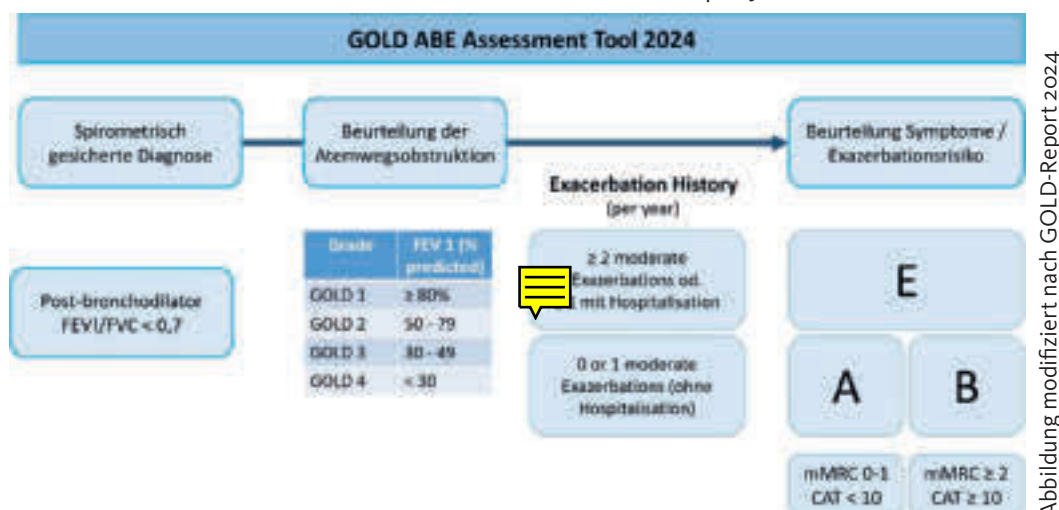 GOLD ABE Assessment Tool 2024
Spirometrisch
gesicherte Diagnose
Beurteilung der
Atemwegsobstruktion
Beurteilung Symptome /
Exazerbationsrisiko
Exacerbation History
(per year)
Post-bronchodilator
FEVI/FVC < 0,7
Grade FEV 1 (%
predicted)
GOLD 1 ≥ 80%
GOLD 2 50 - 79
GOLD 3 30 - 49
GOLD 4 < 30
≥ 2 moderate
Exazerbations od.
1 mit Hospitalisation
0 or 1 moderate
Exazerbations (ohne
Hospitalisation)
E
A
B
mMRC 0-1
CAT < 10
mMRC ≥ 2
CAT ≥ 10
Abbildung modifiziert nach GOLD-Report 2024